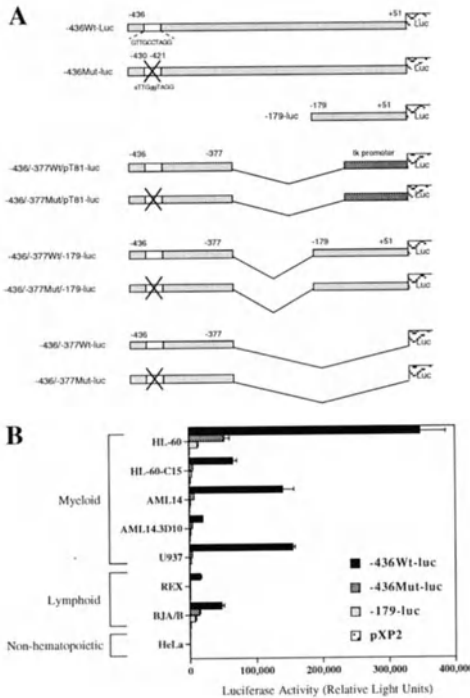 A
-436 +51
-436Wt-Luc Luc
GTTGCCTAGG
-430 -421
-436Mut-luc Luc
-179 +51
-179-luc Luc
-436 -377 tk promoter
-436/-377Wt/pT81-luc Luc
-436/-377Mut/pT81-luc Luc
-436 -377 -179 +51
-436/-377Wt/-179-luc Luc
-436/-377Mut/-179-luc Luc
-436 -377
-436/-377Wt-luc Luc
-436/-377Mut-luc Luc
B
Myeloid
HL-60
HL-60-C15
AML14
AML14.3D10
U937
Lymphoid
REX
BJA/B
Non-hematopoietic
HeLa
-436Wt-luc
-436Mut-luc
-179-luc
pXP2
0 100,000 200,000 300,000 400,000
Luciferase Activity (Relative Light Units)